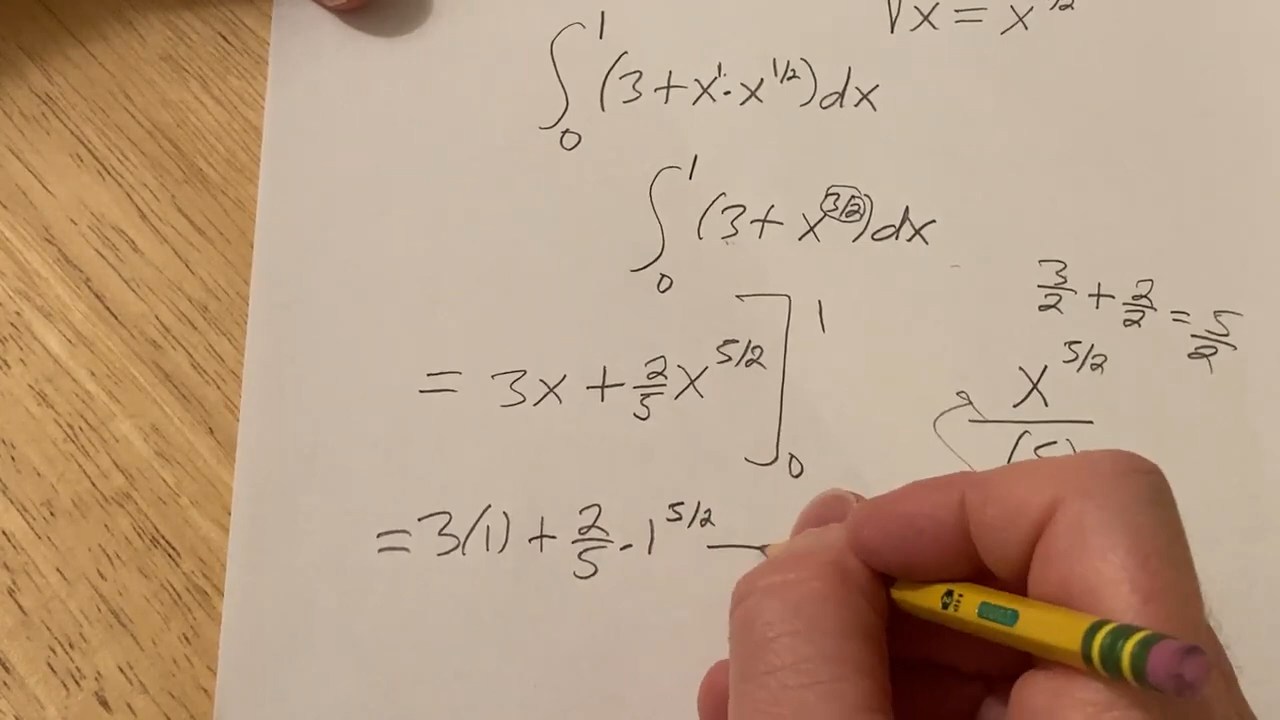 √x = x^1/2
∫₀¹ (3 + x¹ · x^1/2) dx
∫₀¹ (3 + x^3/2) dx
3/2 + 2/2 = 5/2
= 3x + 2/5 x^5/2 ]₀¹
x^5/2
(5)
= 3(1) + 2/5 · 1^5/2 —